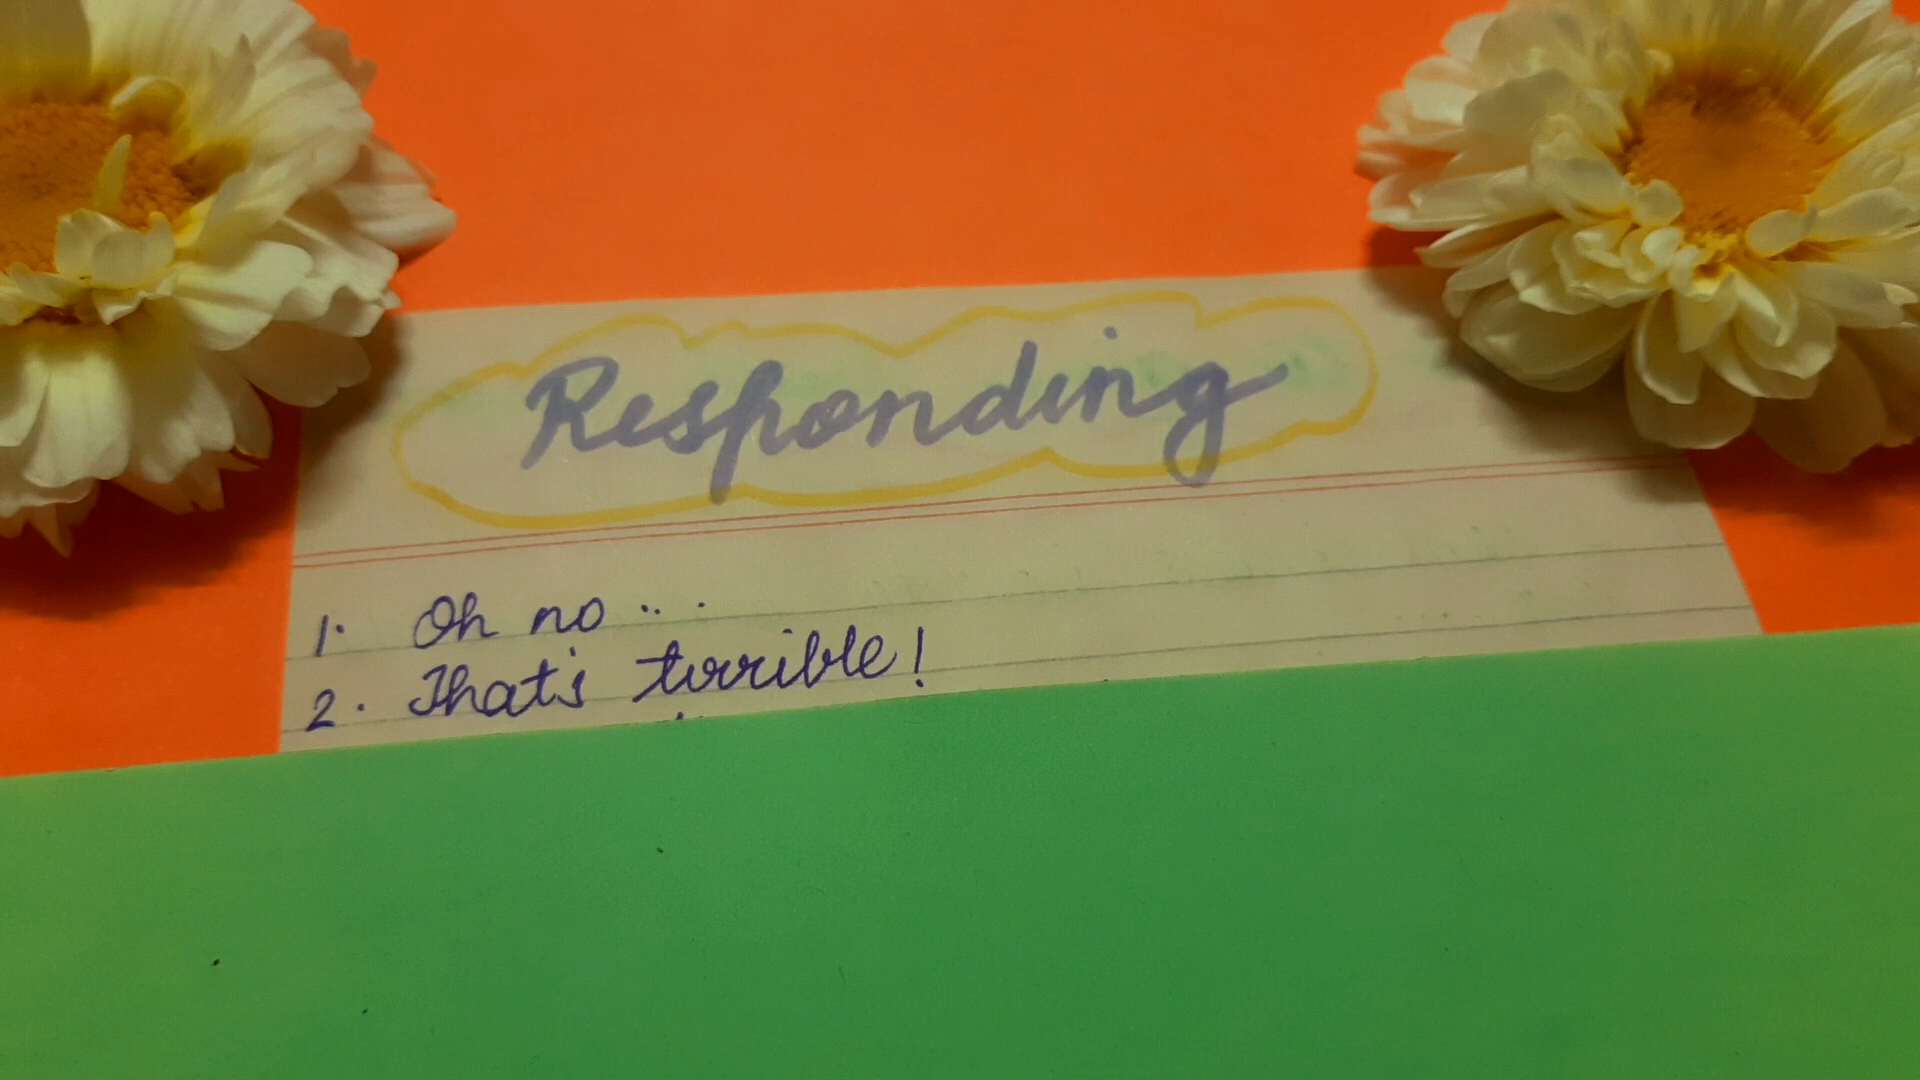 Responding
1. Oh no ...
2. That's terrible!